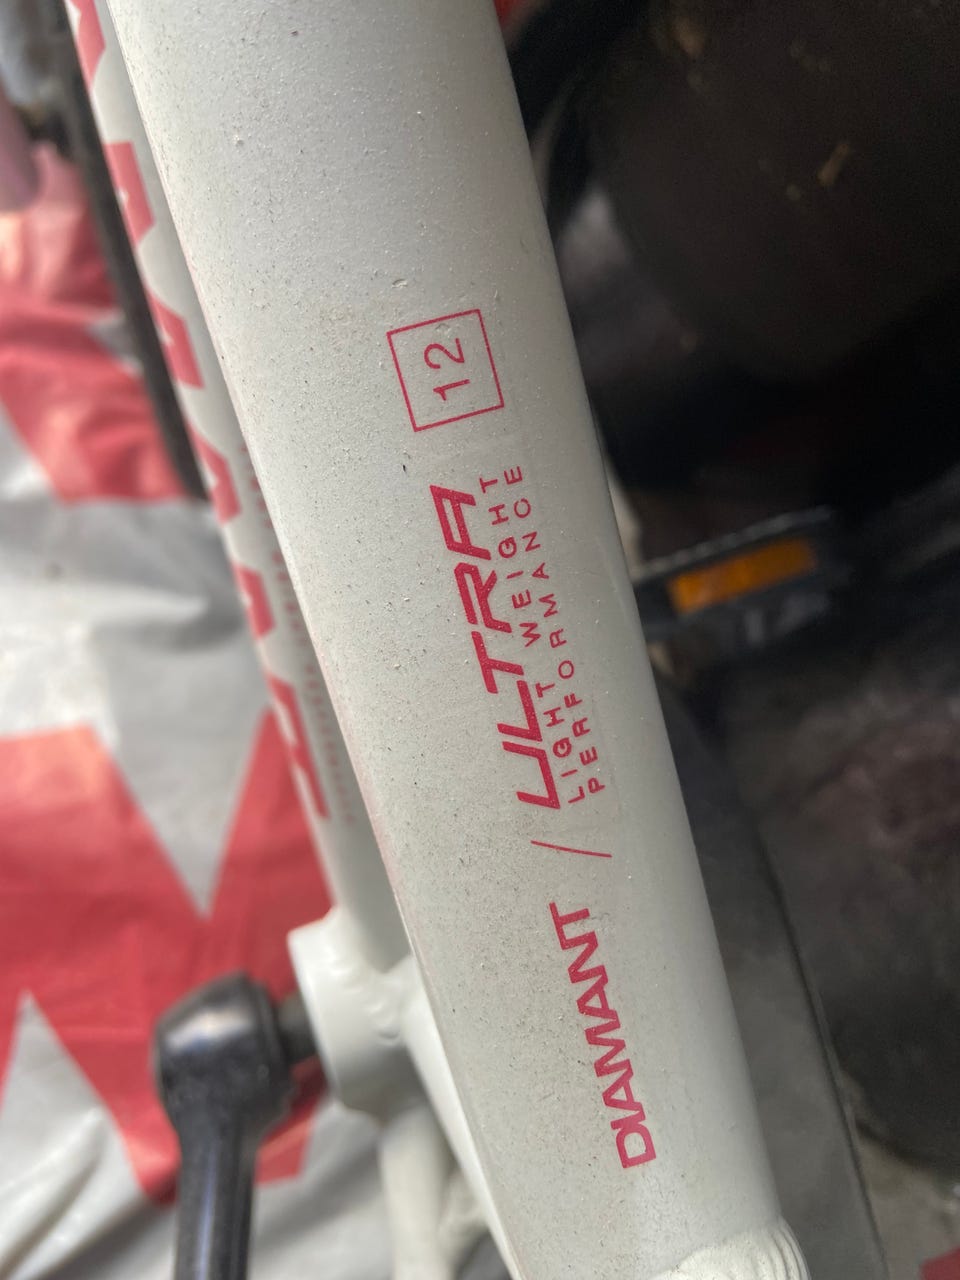 DIAMANT / ULTRA
LIGHT WEIGHT
PERFORMANCE
12